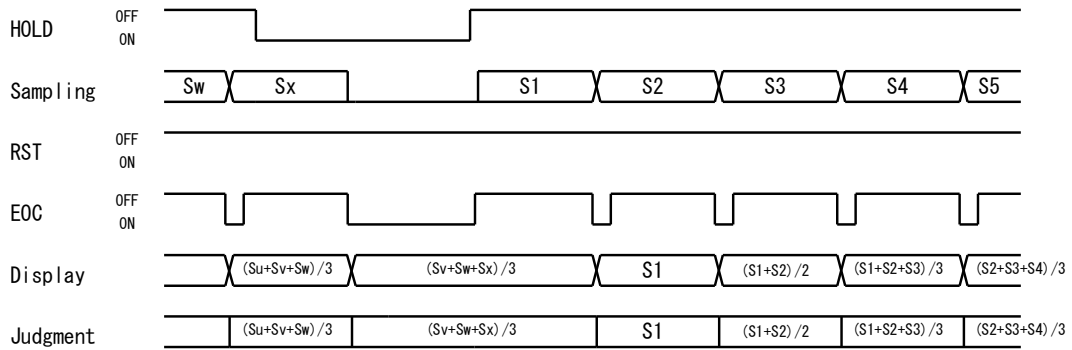 HOLD OFF
ON
Sampling Sw Sx S1 S2 S3 S4 S5
RST OFF
ON
EOC OFF
ON
Display (Su+Sv+Sw)/3 (Sv+Sw+Sx)/3 S1 (S1+S2)/2 (S1+S2+S3)/3 (S2+S3+S4)/3
Judgment (Su+Sv+Sw)/3 (Sv+Sw+Sx)/3 S1 (S1+S2)/2 (S1+S2+S3)/3 (S2+S3+S4)/3